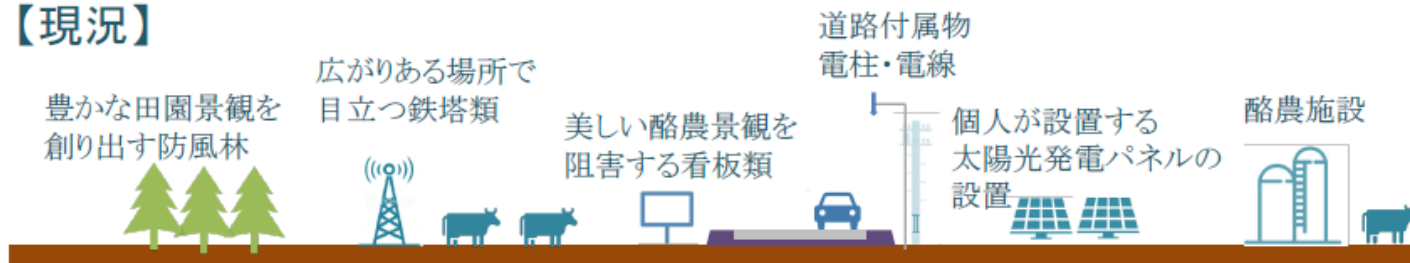 【現況】
豊かな田園景観を
創り出す防風林
広がりある場所で
目立つ鉄塔類
美しい酪農景観を
阻害する看板類
道路付属物
電柱・電線
個人が設置する
太陽光発電パネルの
設置
酪農施設